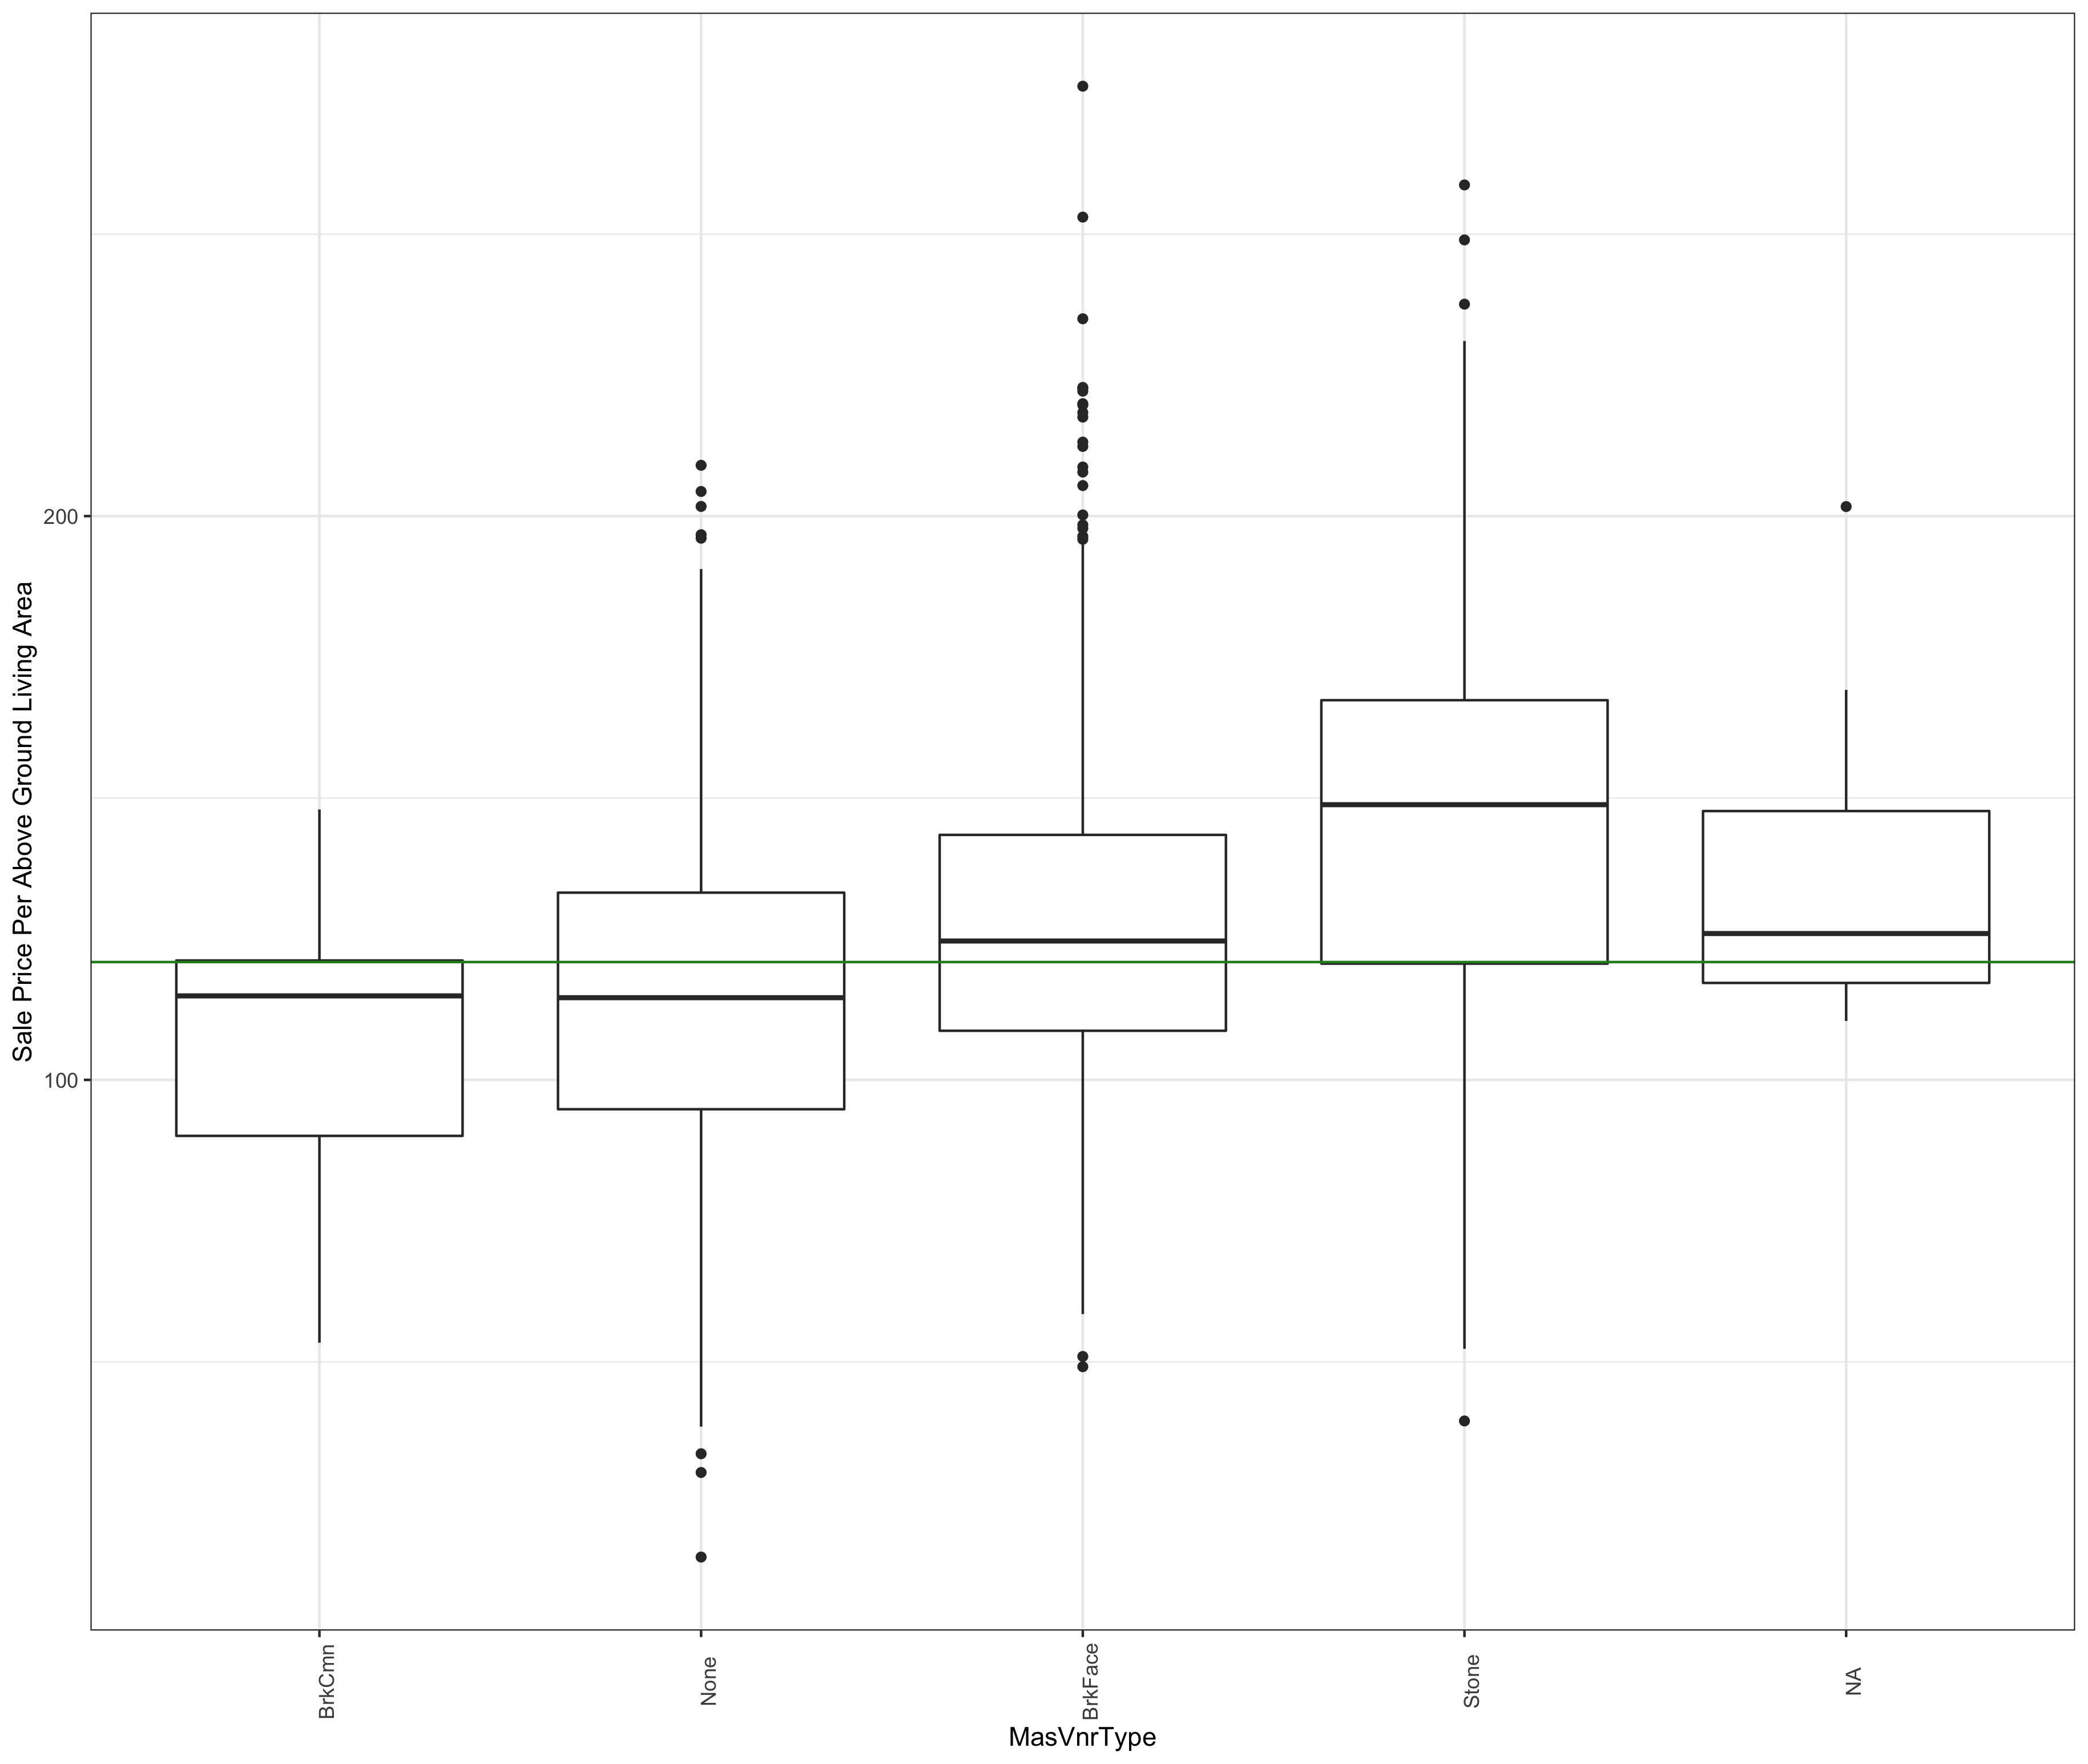 Sale Price Per Above Ground Living Area
200
100
BrkCmn
None
BrkFace
Stone
NA
MasVnrType